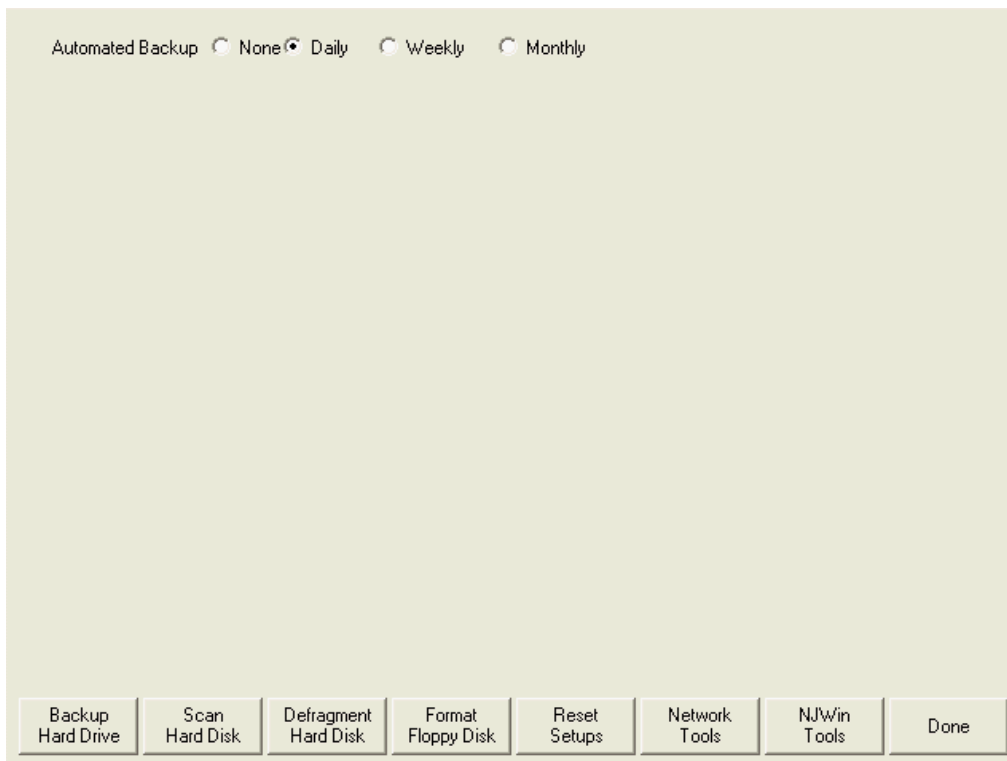 Automated Backup None Daily Weekly Monthly
Backup Hard Drive
Scan Hard Disk
Defragment Hard Disk
Format Floppy Disk
Reset Setups
Network Tools
NJWin Tools
Done